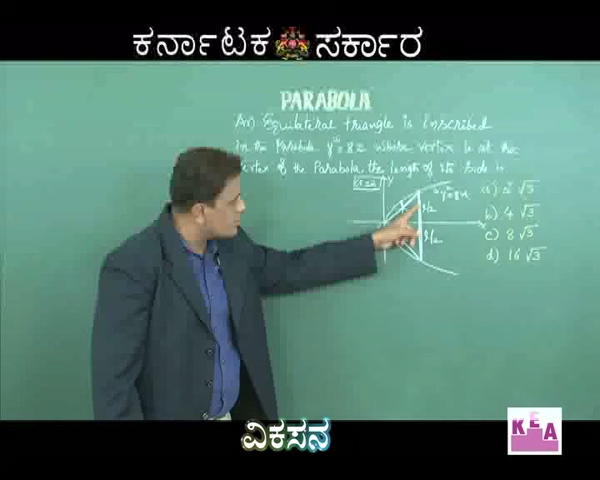 ಕರ್ನಾಟಕ ಸರ್ಕಾರ
PARABOLA
An Equilateral triangle is inscribed
in the Parabola y² = 8x whose vertex is at the
vertex of the Parabola the length of its side is
y
y² = 8x
a) 2√3
l/2
x
b) 4√3
l/2
c) 8√3
d) 16√3
ವಿಕಸನ
KEA